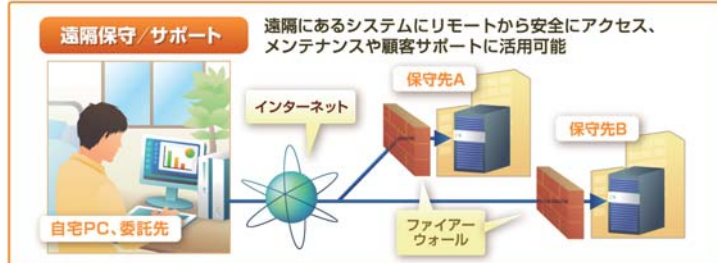 遠隔保守/サポート
遠隔にあるシステムにリモートから安全にアクセス、
メンテナンスや顧客サポートに活用可能
インターネット
保守先A
保守先B
自宅PC、委託先
ファイアー
ウォール